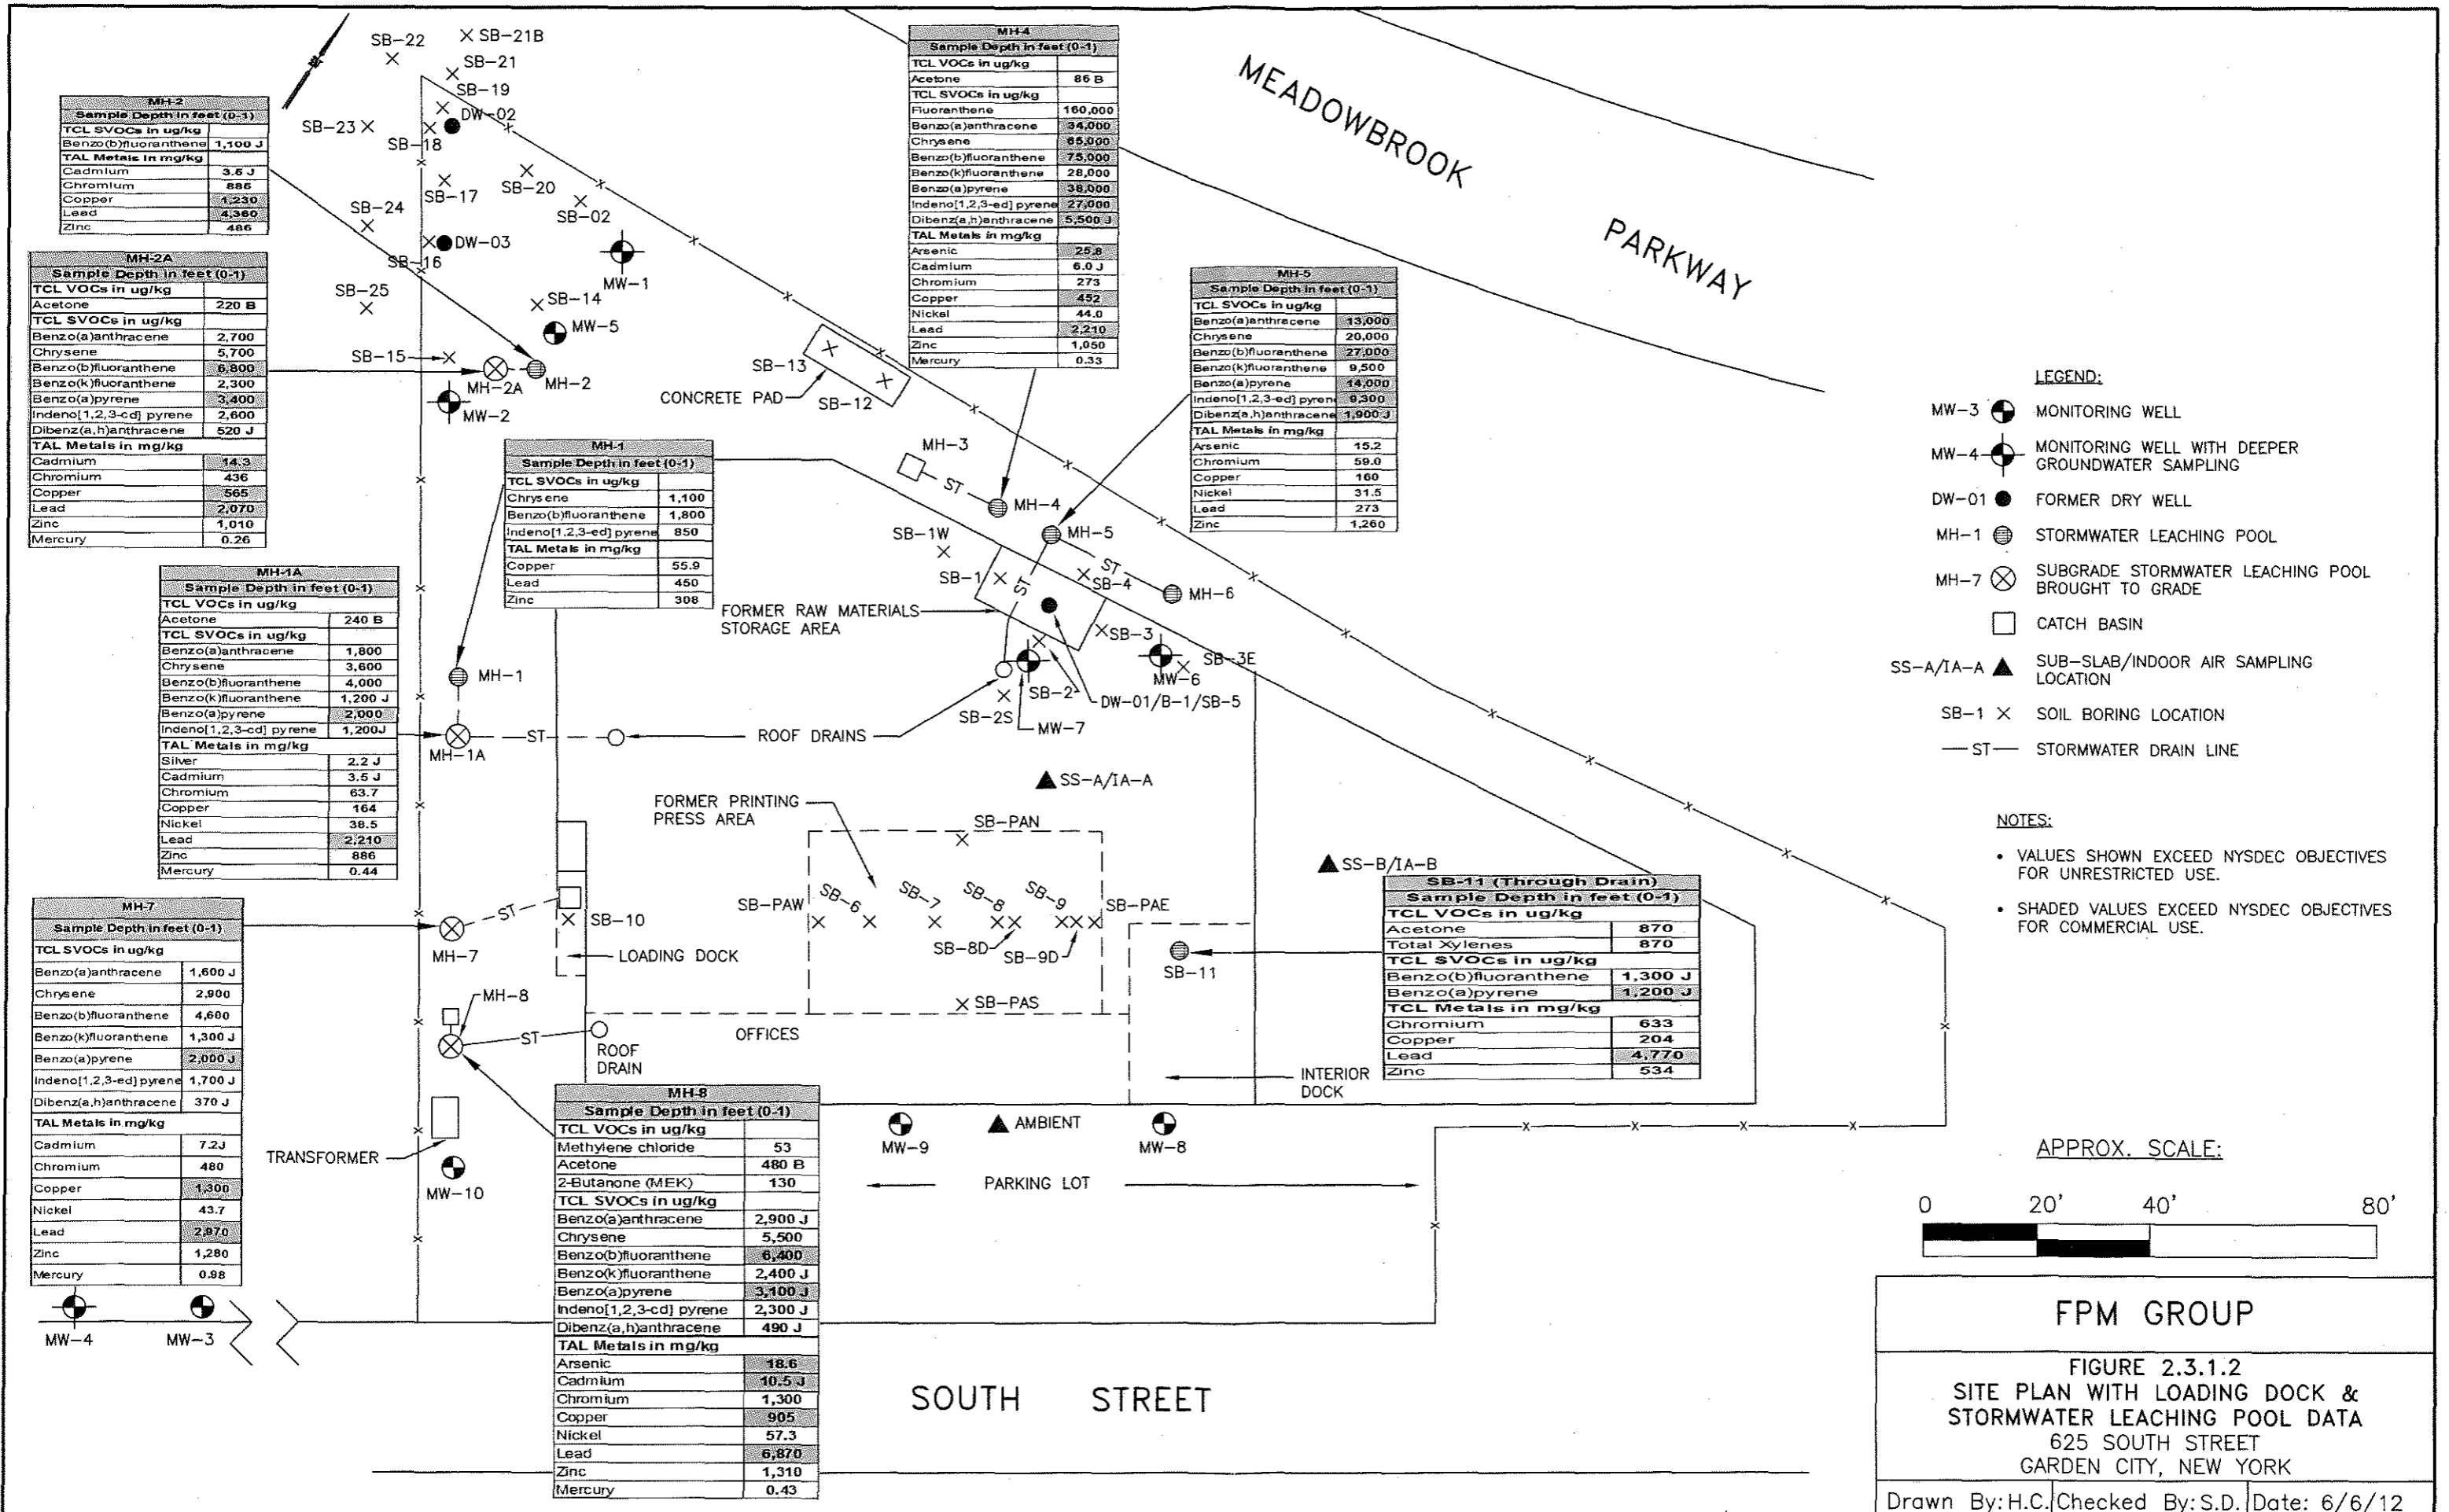 MH-2
Sample Depth in feet (0-1)
TCL SVOCs in ug/kg
Benzo(b)fluoranthene 1,100 J
TAL Metals in mg/kg
Cadmium 3.5 J
Chromium 886
Copper 1,230
Lead 4,360
Zinc 486
MH-2A
Sample Depth in feet (0-1)
TCL VOCs in ug/kg
Acetone 220 B
TCL SVOCs in ug/kg
Benzo(a)anthracene 2,700
Chrysene 5,700
Benzo(b)fluoranthene 6,800
Benzo(k)fluoranthene 2,300
Benzo(a)pyrene 3,400
Indeno[1,2,3-cd] pyrene 2,600
Dibenz(a,h)anthracene 520 J
TAL Metals in mg/kg
Cadmium 14.3
Chromium 436
Copper 565
Lead 2,070
Zinc 1,010
Mercury 0.26
MH-1A
Sample Depth in feet (0-1)
TCL VOCs in ug/kg
Acetone 240 B
TCL SVOCs in ug/kg
Benzo(a)anthracene 1,800
Chrysene 3,600
Benzo(b)fluoranthene 4,000
Benzo(k)fluoranthene 1,200 J
Benzo(a)pyrene 2,000
Indeno[1,2,3-cd] pyrene 1,200J
TAL Metals in mg/kg
Silver 2.2 J
Cadmium 3.5 J
Chromium 63.7
Copper 164
Nickel 38.5
Lead 2,210
Zinc 886
Mercury 0.44
MH-7
Sample Depth in feet (0-1)
TCL SVOCs in ug/kg
Benzo(a)anthracene 1,600 J
Chrysene 2,900
Benzo(b)fluoranthene 4,600
Benzo(k)fluoranthene 1,300 J
Benzo(a)pyrene 2,000 J
Indeno[1,2,3-ed] pyrene 1,700 J
Dibenz(a,h)anthracene 370 J
TAL Metals in mg/kg
Cadmium 7.2J
Chromium 480
Copper 1,300
Nickel 43.7
Lead 2,970
Zinc 1,280
Mercury 0.98
MW-4
MW-3
SB-22
SB-21B
SB-21
SB-19
DW-02
SB-23
SB-18
SB-17
SB-20
SB-24
SB-02
DW-03
SB-16
MW-1
SB-25
SB-14
MW-5
SB-15
MH-2A
MH-2
MW-2
SB-13
CONCRETE PAD
SB-12
MH-1
Sample Depth in feet (0-1)
TCL SVOCs in ug/kg
Chrysene 1,100
Benzo(b)fluoranthene 1,800
Indeno[1,2,3-ed] pyrene 850
TAL Metals in mg/kg
Copper 55.9
Lead 450
Zinc 308
MH-4
Sample Depth in feet (0-1)
TCL VOCs in ug/kg
Acetone 86 B
TCL SVOCs in ug/kg
Fluoranthene 160,000
Benzo(a)anthracene 34,000
Chrysene 65,000
Benzo(b)fluoranthene 75,000
Benzo(k)fluoranthene 28,000
Benzo(a)pyrene 38,000
Indeno[1,2,3-ed] pyrene 27,000
Dibenz(a,h)anthracene 5,500 J
TAL Metals in mg/kg
Arsenic 25.8
Cadmium 6.0 J
Chromium 273
Copper 452
Nickel 44.0
Lead 2,210
Zinc 1,050
Mercury 0.33
MH-5
Sample Depth in feet (0-1)
TCL SVOCs in ug/kg
Benzo(a)anthracene 13,000
Chrysene 20,000
Benzo(b)fluoranthene 27,000
Benzo(k)fluoranthene 9,500
Benzo(a)pyrene 14,000
Indeno[1,2,3-ed] pyren 9,300
Dibenz(a,h)anthracene 1,900 J
TAL Metals in mg/kg
Arsenic 15.2
Chromium 59.0
Copper 160
Nickel 31.5
Lead 273
Zinc 1,260
MEADOWBROOK
PARKWAY
MH-3
ST
MH-4
MH-5
SB-1W
SB-1
ST
ST
SB-4
MH-6
FORMER RAW MATERIALS
STORAGE AREA
SB-3
SB-3E
MW-6
SB-2
DW-01/B-1/SB-5
SB-2S
MW-7
MH-1
MH-1A
ST
ROOF DRAINS
SS-A/IA-A
FORMER PRINTING
PRESS AREA
SB-PAN
SS-B/IA-B
SB-PAW
SB-6
SB-7
SB-8
SB-9
SB-PAE
SB-8D
SB-9D
SB-PAS
ST
SB-10
MH-7
LOADING DOCK
SB-11
MH-8
ST
ROOF
DRAIN
OFFICES
INTERIOR
DOCK
TRANSFORMER
MW-10
SB-11 (Through Drain)
Sample Depth in feet (0-1)
TCL VOCs in ug/kg
Acetone 870
Total Xylenes 870
TCL SVOCs in ug/kg
Benzo(b)fluoranthene 1,300 J
Benzo(a)pyrene 1,200 J
TCL Metals in mg/kg
Chromium 633
Copper 204
Lead 4,770
Zinc 534
MH-8
Sample Depth in feet (0-1)
TCL VOCs in ug/kg
Methylene chloride 53
Acetone 480 B
2-Butanone (MEK) 130
TCL SVOCs in ug/kg
Benzo(a)anthracene 2,900 J
Chrysene 5,500
Benzo(b)fluoranthene 6,400
Benzo(k)fluoranthene 2,400 J
Benzo(a)pyrene 3,100 J
Indeno[1,2,3-cd] pyrene 2,300 J
Dibenz(a,h)anthracene 490 J
TAL Metals in mg/kg
Arsenic 18.6
Cadmium 10.5 J
Chromium 1,300
Copper 905
Nickel 57.3
Lead 6,870
Zinc 1,310
Mercury 0.43
MW-9
AMBIENT
MW-8
PARKING LOT
SOUTH STREET
LEGEND:
MW-3 MONITORING WELL
MW-4 MONITORING WELL WITH DEEPER
GROUNDWATER SAMPLING
DW-01 FORMER DRY WELL
MH-1 STORMWATER LEACHING POOL
MH-7 SUBGRADE STORMWATER LEACHING POOL
BROUGHT TO GRADE
CATCH BASIN
SS-A/IA-A SUB-SLAB/INDOOR AIR SAMPLING
LOCATION
SB-1 SOIL BORING LOCATION
ST STORMWATER DRAIN LINE
NOTES:
• VALUES SHOWN EXCEED NYSDEC OBJECTIVES
FOR UNRESTRICTED USE.
• SHADED VALUES EXCEED NYSDEC OBJECTIVES
FOR COMMERCIAL USE.
APPROX. SCALE:
0 20' 40' 80'
FPM GROUP
FIGURE 2.3.1.2
SITE PLAN WITH LOADING DOCK &
STORMWATER LEACHING POOL DATA
625 SOUTH STREET
GARDEN CITY, NEW YORK
Drawn By: H.C. Checked By: S.D. Date: 6/6/12